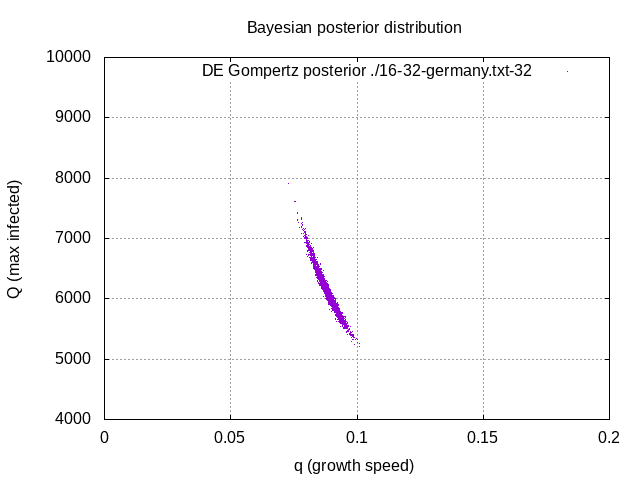 Bayesian posterior distribution
DE Gompertz posterior ./16-32-germany.txt-32
Q (max infected)
10000
9000
8000
7000
6000
5000
4000
0 0.05 0.1 0.15 0.2
q (growth speed)